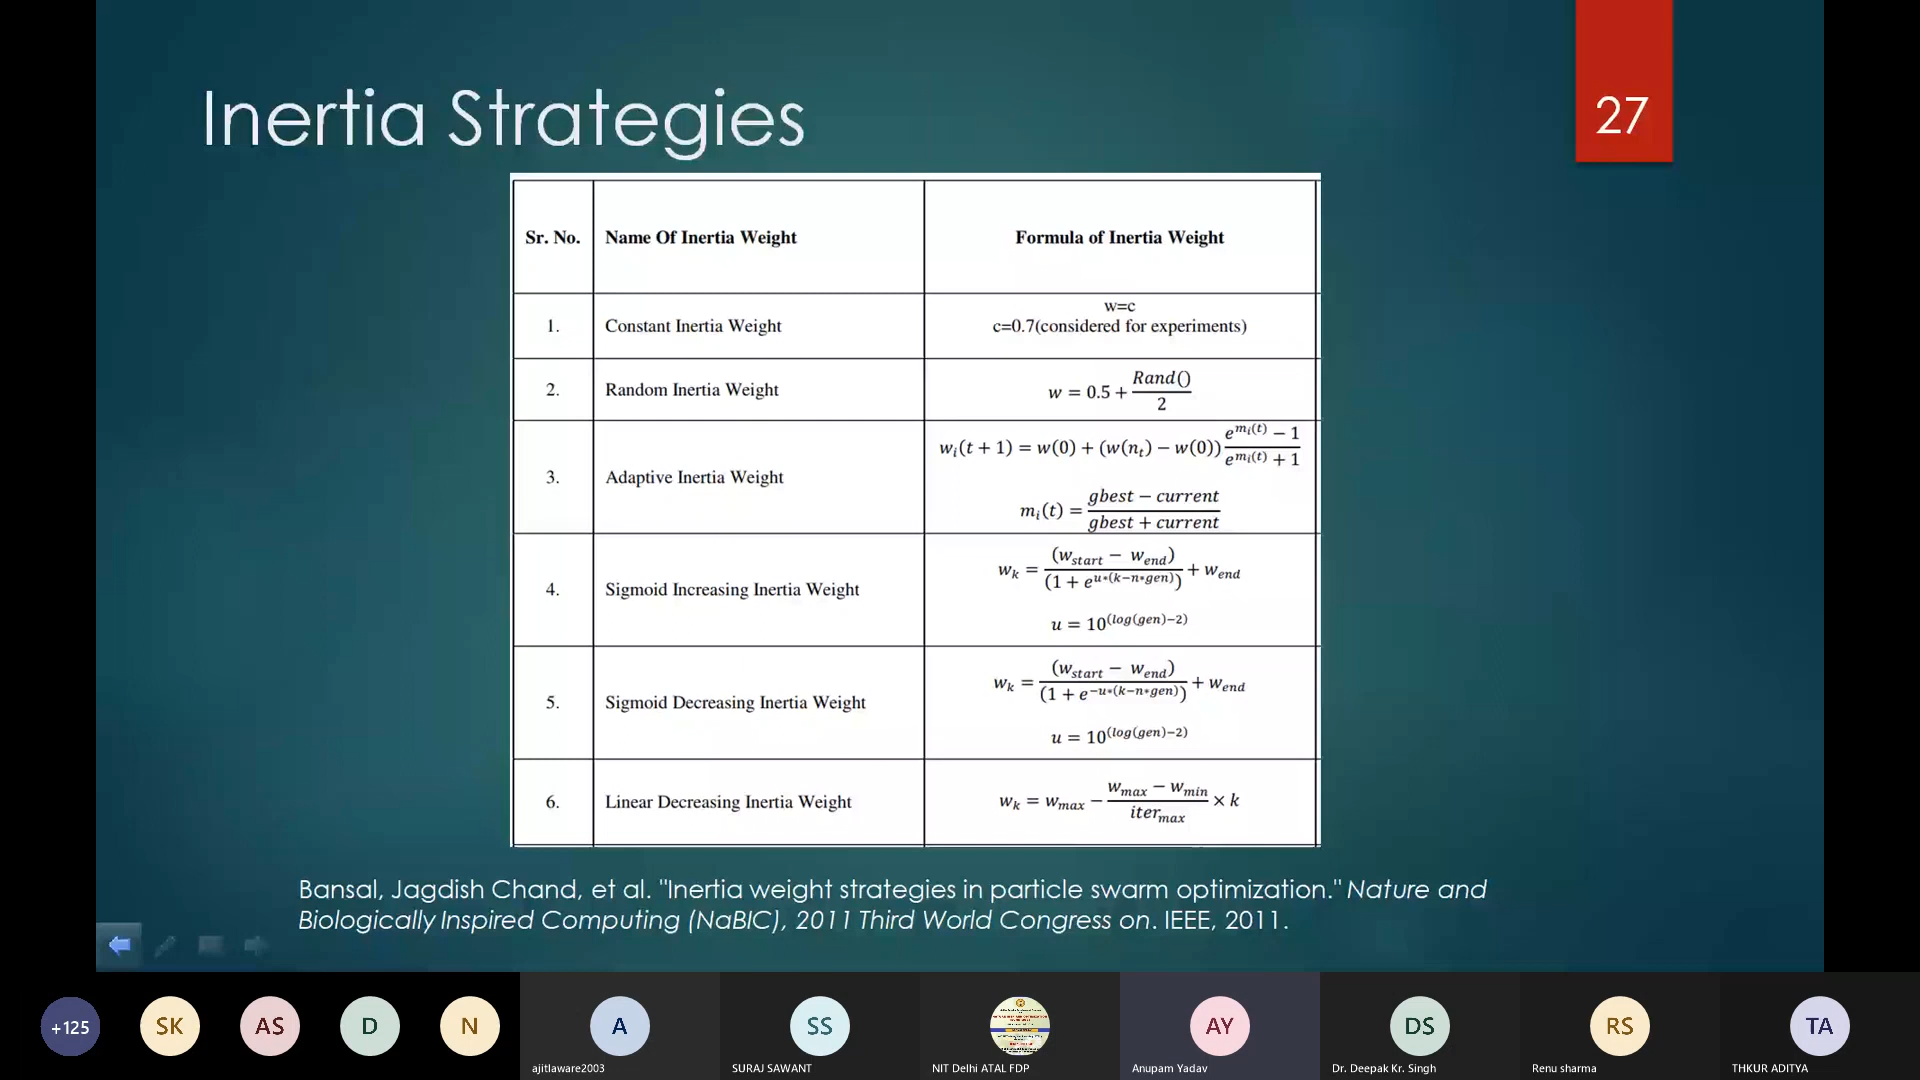 Inertia Strategies
27
Sr. No. Name Of Inertia Weight Formula of Inertia Weight
1. Constant Inertia Weight w=c
c=0.7(considered for experiments)
2. Random Inertia Weight w = 0.5 + Rand() / 2
3. Adaptive Inertia Weight w_i(t + 1) = w(0) + (w(n_t) − w(0)) (e^{m_i(t)} − 1) / (e^{m_i(t)} + 1)
m_i(t) = (gbest − current) / (gbest + current)
4. Sigmoid Increasing Inertia Weight w_k = (w_start − w_end) / (1 + e^{u*(k−n*gen)}) + w_end
u = 10^{(log(gen)−2)}
5. Sigmoid Decreasing Inertia Weight w_k = (w_start − w_end) / (1 + e^{−u*(k−n*gen)}) + w_end
u = 10^{(log(gen)−2)}
6. Linear Decreasing Inertia Weight w_k = w_max − (w_max − w_min) / iter_max × k
Bansal, Jagdish Chand, et al. "Inertia weight strategies in particle swarm optimization." Nature and
Biologically Inspired Computing (NaBIC), 2011 Third World Congress on. IEEE, 2011.
+125 SK AS D N A SS AY DS RS TA
ajitlaware2003 SURAJ SAWANT NIT Delhi ATAL FDP Anupam Yadav Dr. Deepak Kr. Singh Renu sharma THKUR ADITYA